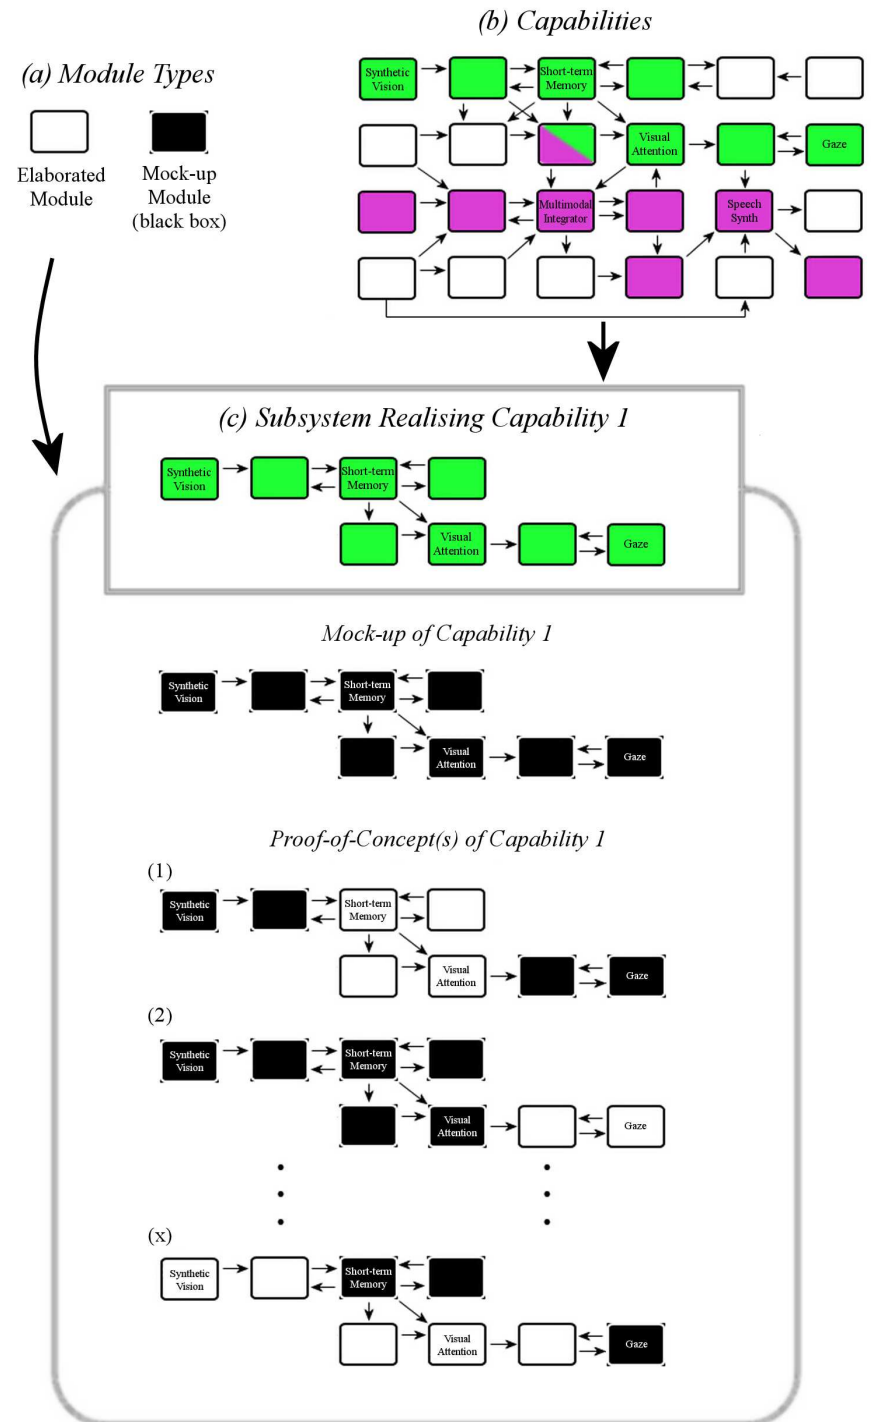 (b) Capabilities
(a) Module Types
Elaborated
Module
Mock-up
Module
(black box)
Synthetic
Vision
Short-term
Memory
Visual
Attention
Gaze
Multimodal
Integrator
Speech
Synth
(c) Subsystem Realising Capability 1
Synthetic
Vision
Short-term
Memory
Visual
Attention
Gaze
Mock-up of Capability 1
Synthetic
Vision
Short-term
Memory
Visual
Attention
Gaze
Proof-of-Concept(s) of Capability 1
(1)
Synthetic
Vision
Short-term
Memory
Visual
Attention
Gaze
(2)
Synthetic
Vision
Short-term
Memory
Visual
Attention
Gaze
(x)
Synthetic
Vision
Short-term
Memory
Visual
Attention
Gaze